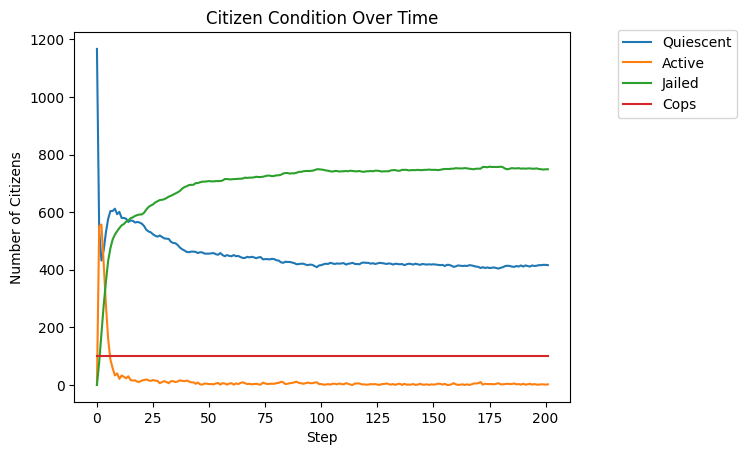 Citizen Condition Over Time
Quiescent
Active
Jailed
Cops
Number of Citizens
1200
1000
800
600
400
200
0
0 25 50 75 100 125 150 175 200
Step